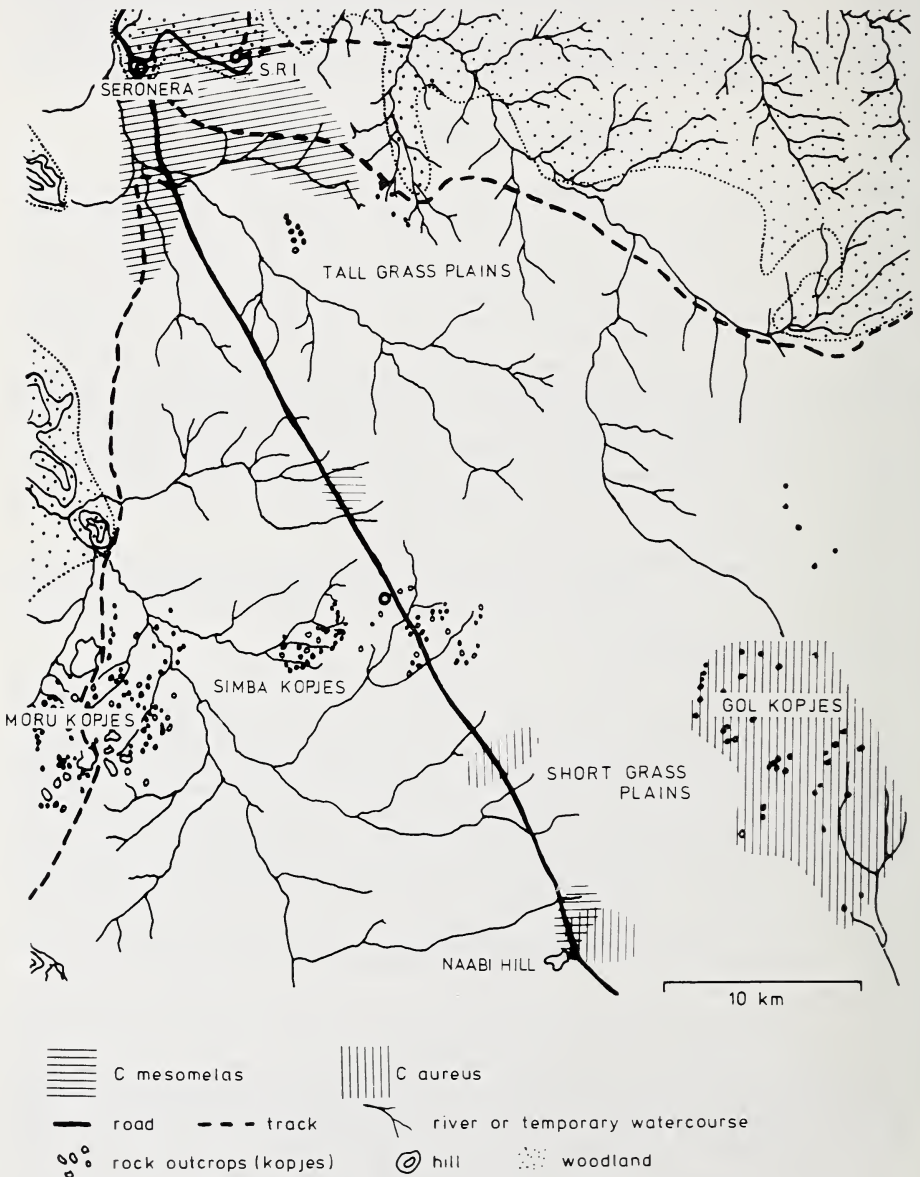 SERONERA
S.R I
TALL GRASS PLAINS
SIMBA KOPJES
MORU KOPJES
GOL KOPJES
SHORT GRASS
PLAINS
NAABI HILL
10 km
C mesomelas
C aureus
road
track
river or temporary watercourse
rock outcrops (kopjes)
hill
woodland